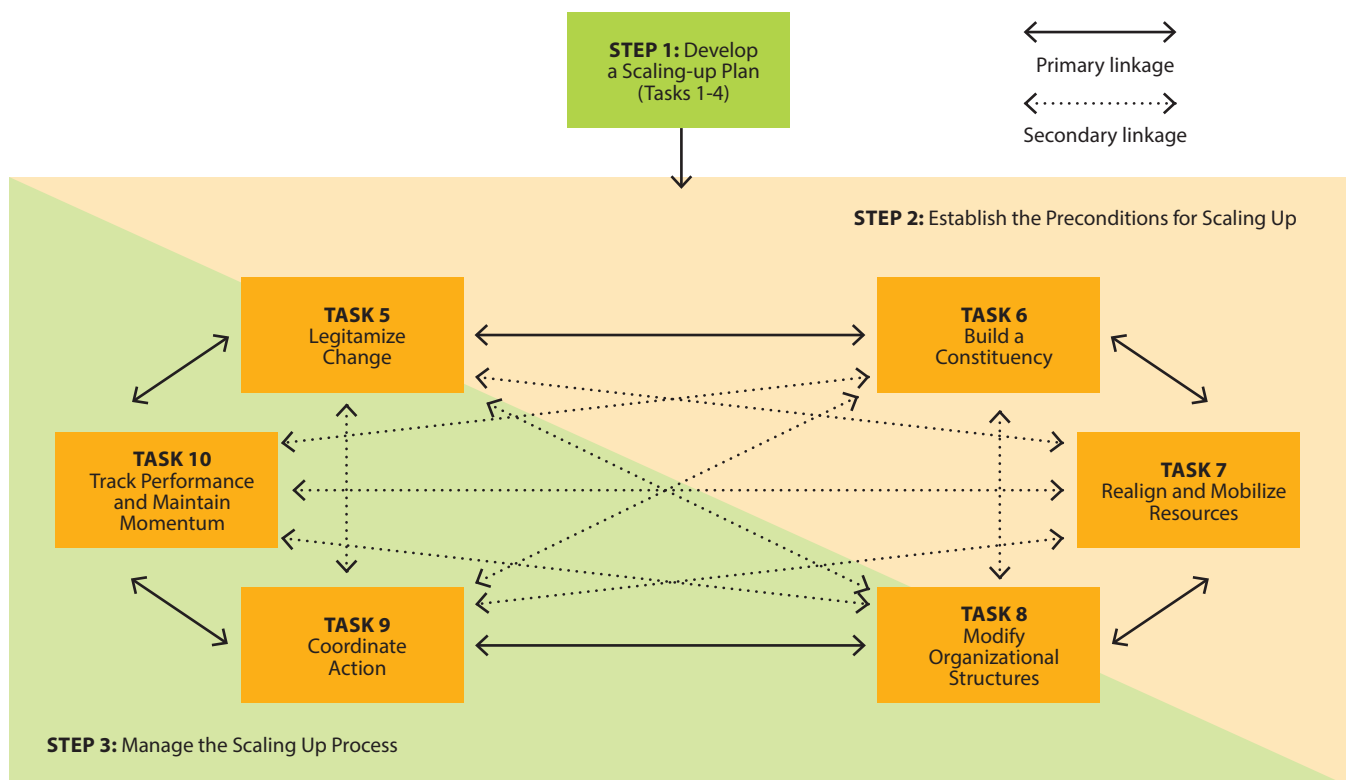 STEP 1: Develop
a Scaling-up Plan
(Tasks 1-4)
Primary linkage
Secondary linkage
STEP 2: Establish the Preconditions for Scaling Up
TASK 5
Legitamize
Change
TASK 6
Build a
Constituency
TASK 10
Track Performance
and Maintain
Momentum
TASK 7
Realign and Mobilize
Resources
TASK 9
Coordinate
Action
TASK 8
Modify
Organizational
Structures
STEP 3: Manage the Scaling Up Process